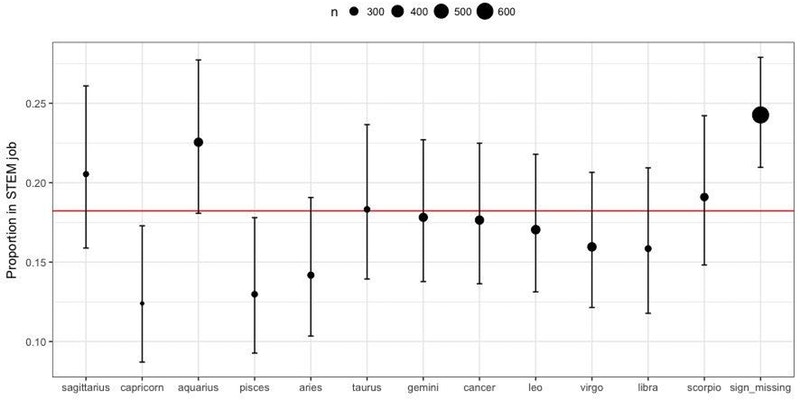 n 300 400 500 600
Proportion in STEM job
0.25
0.20
0.15
0.10
sagittarius capricorn aquarius pisces aries taurus gemini cancer leo virgo libra scorpio sign_missing